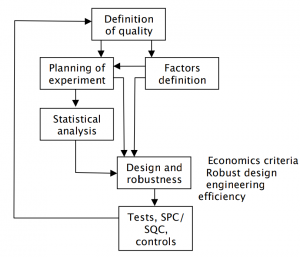 Definition
of quality
Planning of
experiment
Factors
definition
Statistical
analysis
Design and
robustness
Economics criteria
Robust design
engineering
efficiency
Tests, SPC/
SQC,
controls